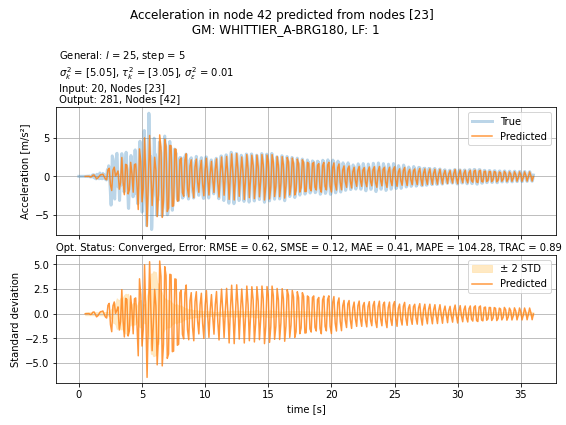 Acceleration in node 42 predicted from nodes [23]
GM: WHITTIER_A-BRG180, LF: 1
General: l = 25, step = 5
σ²ₖ = [5.05], τ²ₖ = [3.05], σ²ε = 0.01
Input: 20, Nodes [23]
Output: 281, Nodes [42]
True
Predicted
5
0
−5
Acceleration [m/s²]
Opt. Status: Converged, Error: RMSE = 0.62, SMSE = 0.12, MAE = 0.41, MAPE = 104.28, TRAC = 0.89
± 2 STD
Predicted
5.0
2.5
0.0
−2.5
−5.0
Standard deviation
0 5 10 15 20 25 30 35
time [s]